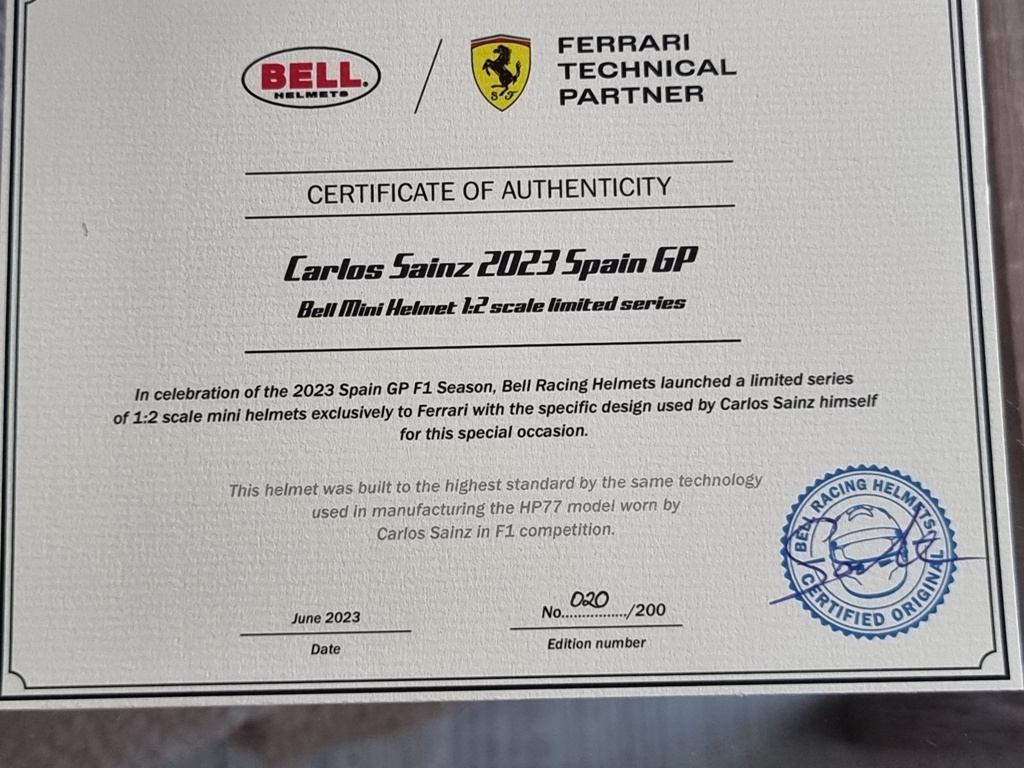 BELL.
HELMETS
S F
FERRARI
TECHNICAL
PARTNER
CERTIFICATE OF AUTHENTICITY
Carlos Sainz 2023 Spain GP
Bell Mini Helmet 1:2 scale limited series
In celebration of the 2023 Spain GP F1 Season, Bell Racing Helmets launched a limited series
of 1:2 scale mini helmets exclusively to Ferrari with the specific design used by Carlos Sainz himself
for this special occasion.
This helmet was built to the highest standard by the same technology
used in manufacturing the HP77 model worn by
Carlos Sainz in F1 competition.
BELL RACING HELMETS
CERTIFIED ORIGINAL
June 2023
Date
No. 020 /200
Edition number